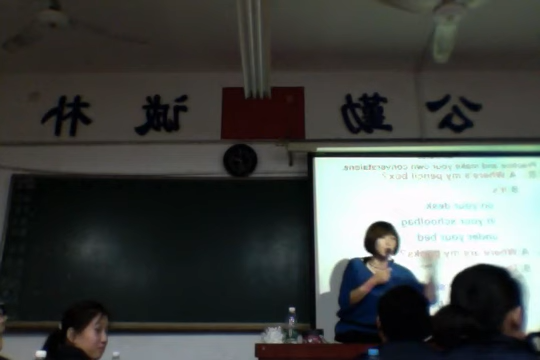 公勤诚朴
Practice and make your own conversations.
A: Where's my pencil box?
B: It's
on your desk
in your schoolbag
under your bed
A: Where are my